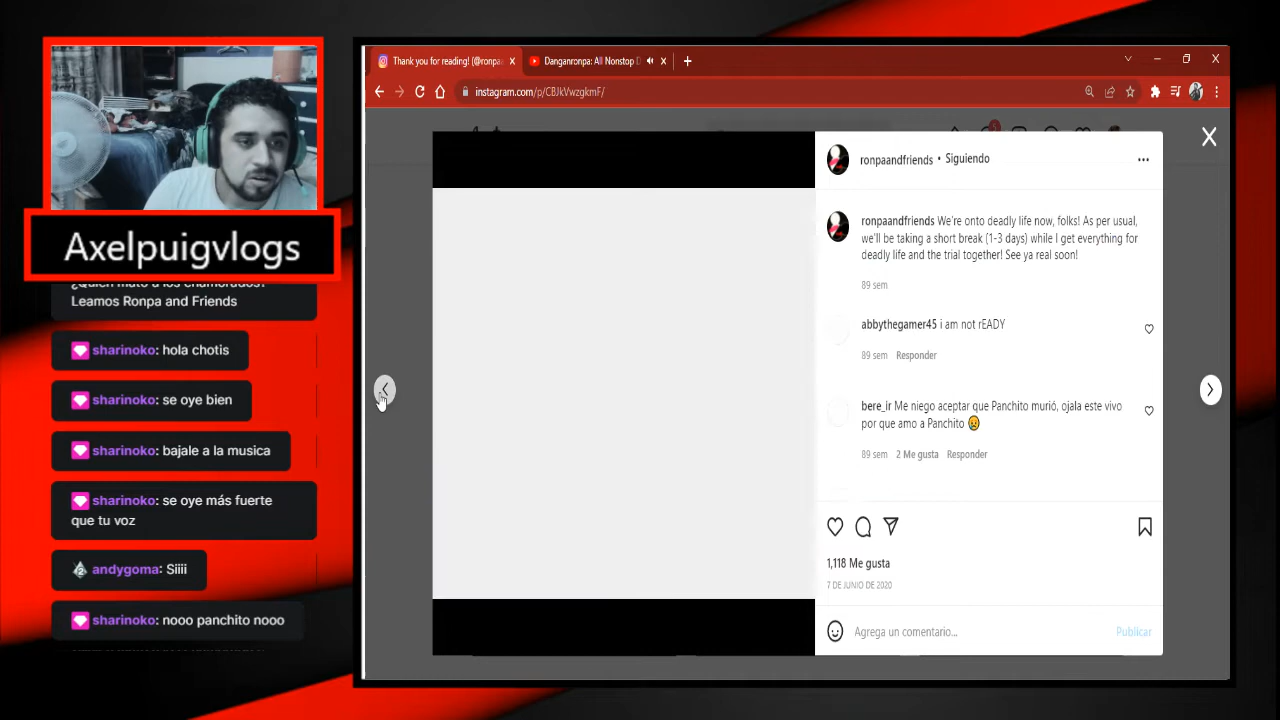 Axelpuigvlogs
¿Quién mató a los enamorados?
Leamos Ronpa and Friends
sharinoko: hola chotis
sharinoko: se oye bien
sharinoko: bajale a la musica
sharinoko: se oye más fuerte
que tu voz
2 andygoma: Siiii
sharinoko: nooo panchito nooo
Thank you for reading! (@ronpa
Danganronpa: All Nonstop D
instagram.com/p/CBJkVwzgkmF/
ronpaandfriends • Siguiendo
ronpaandfriends We're onto deadly life now, folks! As per usual,
we'll be taking a short break (1-3 days) while I get everything for
deadly life and the trial together! See ya real soon!
89 sem
abbythegamer45 i am not rEADY
89 sem Responder
bere_ir Me niego aceptar que Panchito murió, ojala este vivo
por que amo a Panchito 😢
89 sem 2 Me gusta Responder
1,118 Me gusta
7 DE JUNIO DE 2020
Agrega un comentario...
Publicar